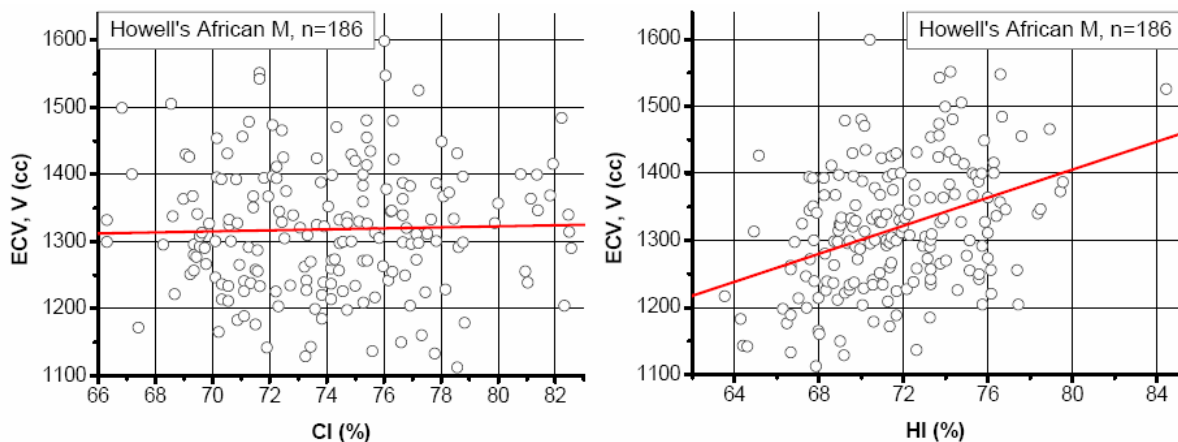 Howell's African M, n=186
ECV, V (cc)
1600
1500
1400
1300
1200
1100
66 68 70 72 74 76 78 80 82
CI (%)
Howell's African M, n=186
ECV, V (cc)
1600
1500
1400
1300
1200
1100
64 68 72 76 80 84
HI (%)